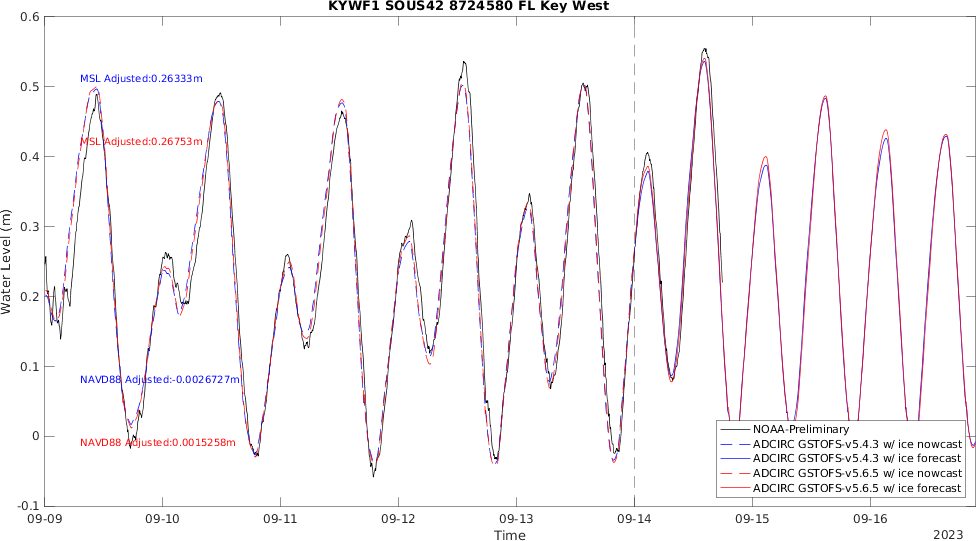 KYWF1 SOUS42 8724580 FL Key West
0.6
0.5
0.4
0.3
0.2
0.1
0
-0.1
Water Level (m)
MSL Adjusted:0.26333m
MSL Adjusted:0.26753m
NAVD88 Adjusted:-0.0026727m
NAVD88 Adjusted:0.0015258m
NOAA-Preliminary
ADCIRC GSTOFS-v5.4.3 w/ ice nowcast
ADCIRC GSTOFS-v5.4.3 w/ ice forecast
ADCIRC GSTOFS-v5.6.5 w/ ice nowcast
ADCIRC GSTOFS-v5.6.5 w/ ice forecast
09-09 09-10 09-11 09-12 09-13 09-14 09-15 09-16
Time
2023